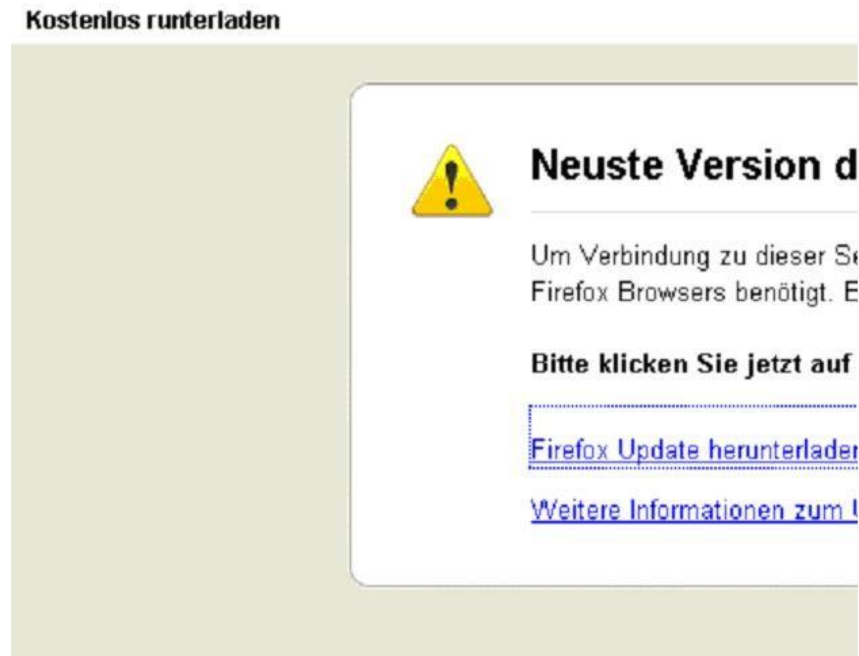 Kostenlos runterladen
Neuste Version d
Um Verbindung zu dieser Se
Firefox Browsers benötigt. E
Bitte klicken Sie jetzt auf
Firefox Update herunterladen
Weitere Informationen zum U